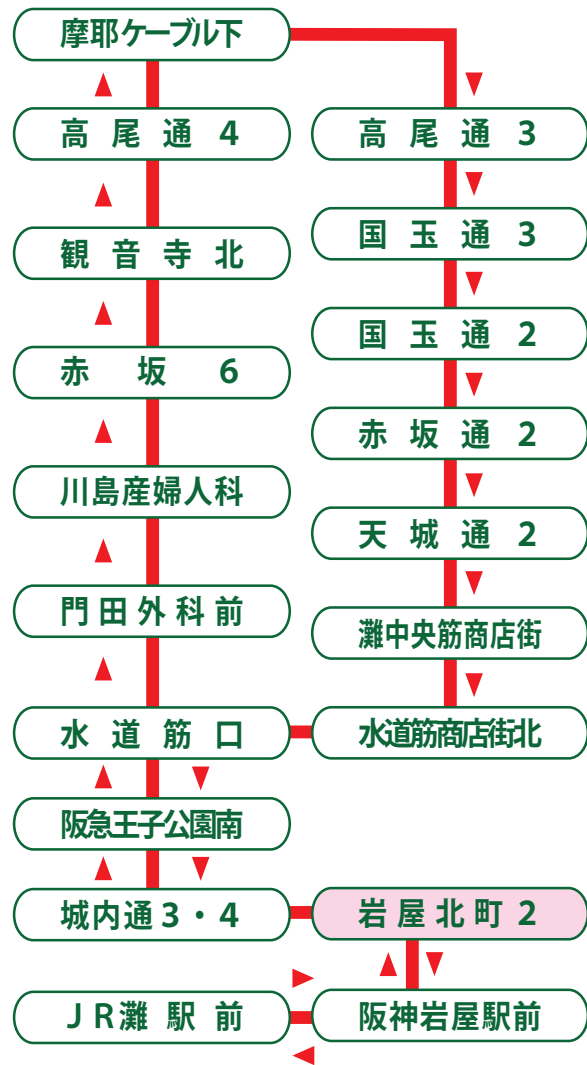 摩耶ケーブル下
高尾通4
高尾通3
観音寺北
国玉通3
赤坂6
国玉通2
川島産婦人科
赤坂通2
門田外科前
天城通2
灘中央筋商店街
水道筋口
水道筋商店街北
阪急王子公園南
城内通3・4
岩屋北町2
JR灘駅前
阪神岩屋駅前